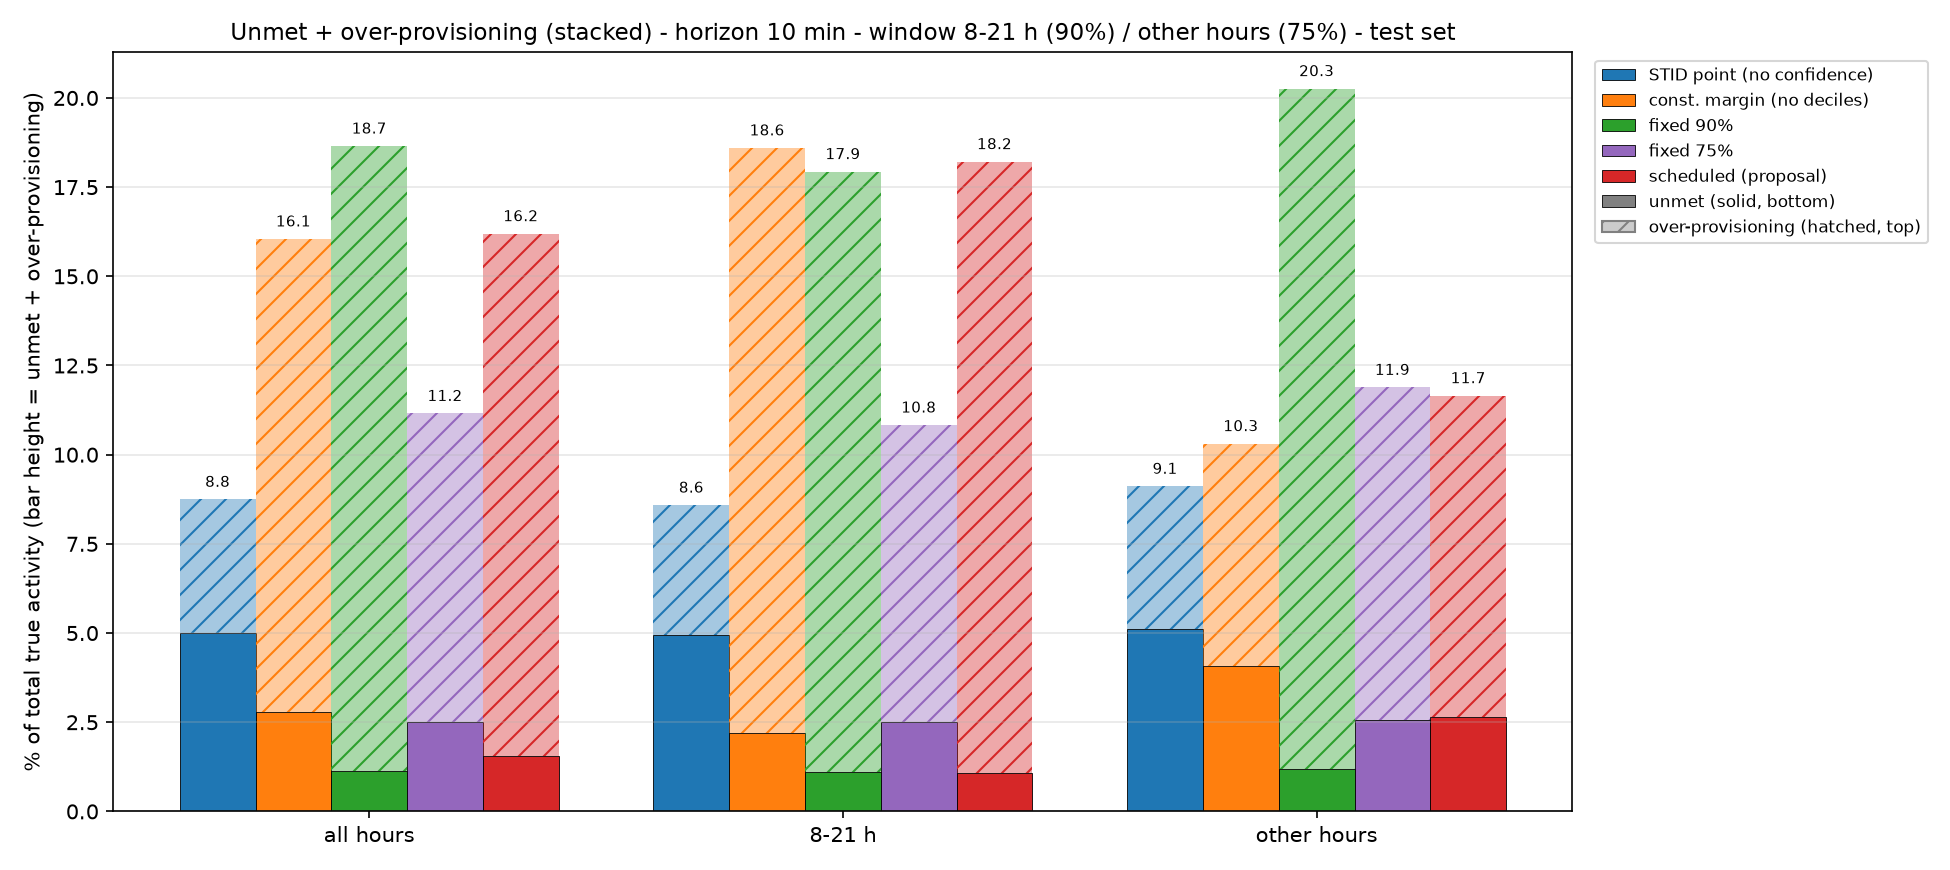 Unmet + over-provisioning (stacked) - horizon 10 min - window 8-21 h (90%) / other hours (75%) - test set
% of total true activity (bar height = unmet + over-provisioning)
20.0
17.5
15.0
12.5
10.0
7.5
5.0
2.5
0.0
8.8
16.1
18.7
11.2
16.2
8.6
18.6
17.9
10.8
18.2
9.1
10.3
20.3
11.9
11.7
all hours
8-21 h
other hours
STID point (no confidence)
const. margin (no deciles)
fixed 90%
fixed 75%
scheduled (proposal)
unmet (solid, bottom)
over-provisioning (hatched, top)